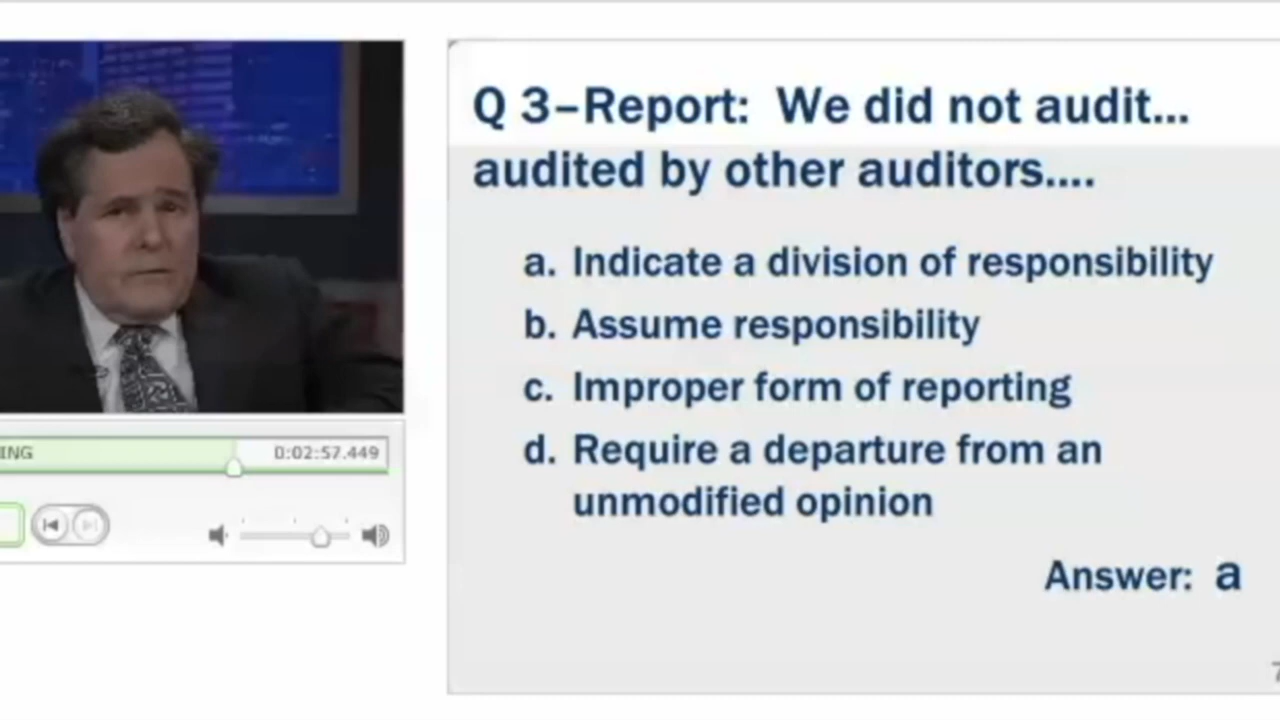 Q 3–Report: We did not audit...
audited by other auditors....
a. Indicate a division of responsibility
b. Assume responsibility
c. Improper form of reporting
d. Require a departure from an
unmodified opinion
Answer: a
ING
0:02:57.449
7